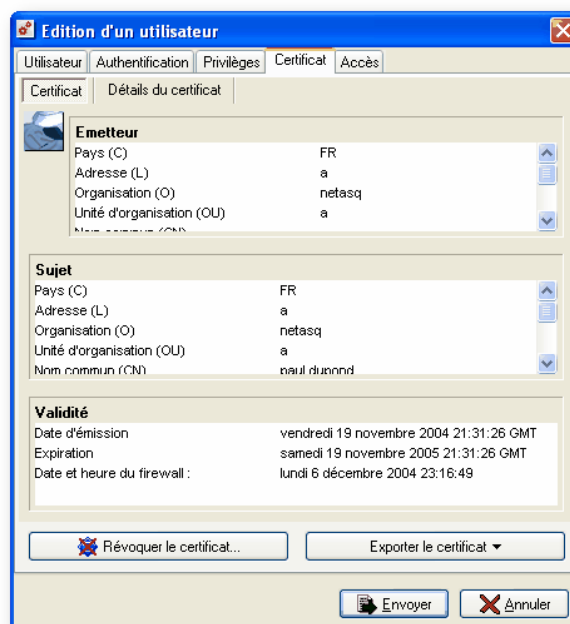 Edition d'un utilisateur
Utilisateur Authentification Privilèges Certificat Accès
Certificat Détails du certificat
Emetteur
Pays (C) FR
Adresse (L) a
Organisation (O) netasq
Unité d'organisation (OU) a
Nom commun (CN)
Sujet
Pays (C) FR
Adresse (L) a
Organisation (O) netasq
Unité d'organisation (OU) a
Nom commun (CN) paul dupond
Validité
Date d'émission vendredi 19 novembre 2004 21:31:26 GMT
Expiration samedi 19 novembre 2005 21:31:26 GMT
Date et heure du firewall : lundi 6 décembre 2004 23:16:49
Révoquer le certificat... Exporter le certificat
Envoyer Annuler